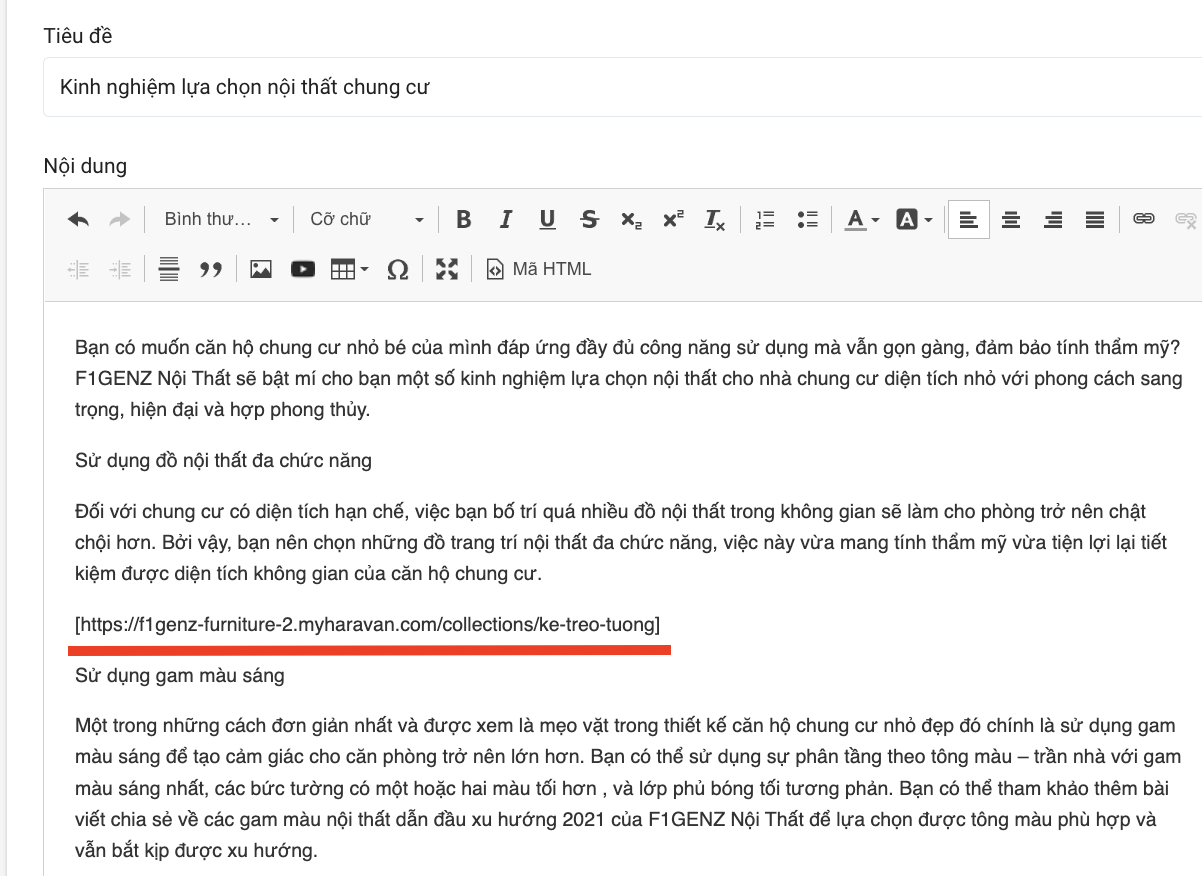 Tiêu đề
Kinh nghiệm lựa chọn nội thất chung cư
Nội dung
Bình thư... Cỡ chữ
Mã HTML
Bạn có muốn căn hộ chung cư nhỏ bé của mình đáp ứng đầy đủ công năng sử dụng mà vẫn gọn gàng, đảm bảo tính thẩm mỹ?
F1GENZ Nội Thất sẽ bật mí cho bạn một số kinh nghiệm lựa chọn nội thất cho nhà chung cư diện tích nhỏ với phong cách sang
trọng, hiện đại và hợp phong thủy.
Sử dụng đồ nội thất đa chức năng
Đối với chung cư có diện tích hạn chế, việc bạn bố trí quá nhiều đồ nội thất trong không gian sẽ làm cho phòng trở nên chật
chội hơn. Bởi vậy, bạn nên chọn những đồ trang trí nội thất đa chức năng, việc này vừa mang tính thẩm mỹ vừa tiện lợi lại tiết
kiệm được diện tích không gian của căn hộ chung cư.
[https://f1genz-furniture-2.myharavan.com/collections/ke-treo-tuong]
Sử dụng gam màu sáng
Một trong những cách đơn giản nhất và được xem là mẹo vặt trong thiết kế căn hộ chung cư nhỏ đẹp đó chính là sử dụng gam
màu sáng để tạo cảm giác cho căn phòng trở nên lớn hơn. Bạn có thể sử dụng sự phân tầng theo tông màu – trần nhà với gam
màu sáng nhất, các bức tường có một hoặc hai màu tối hơn , và lớp phủ bóng tối tương phản. Bạn có thể tham khảo thêm bài
viết chia sẻ về các gam màu nội thất dẫn đầu xu hướng 2021 của F1GENZ Nội Thất để lựa chọn được tông màu phù hợp và
vẫn bắt kịp được xu hướng.